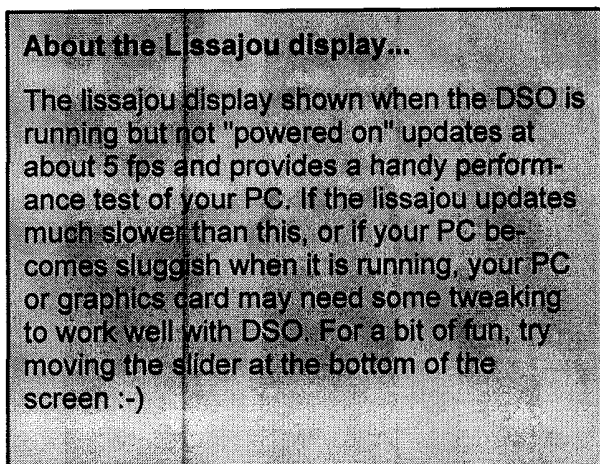 About the Lissajou display...
The lissajou display shown when the DSO is
running but not "powered on" updates at
about 5 fps and provides a handy perform-
ance test of your PC. If the lissajou updates
much slower than this, or if your PC be-
comes sluggish when it is running, your PC
or graphics card may need some tweaking
to work well with DSO. For a bit of fun, try
moving the slider at the bottom of the
screen :-)